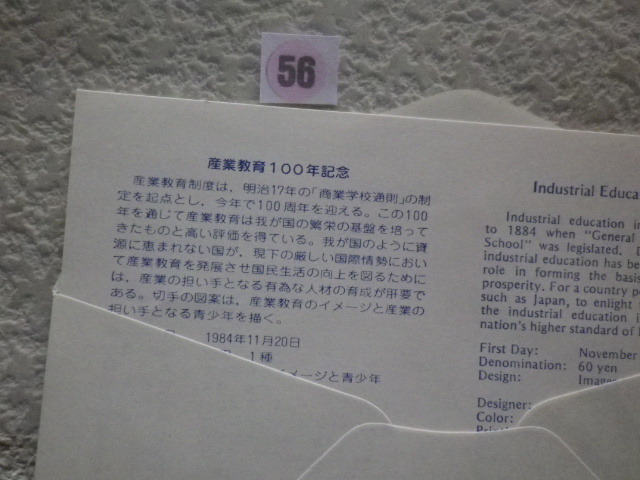 56
産業教育100年記念
産業教育制度は，明治17年の「商業学校通則」の制
定を起点とし，今年で100周年を迎える。この100
年を通じて産業教育は我が国の繁栄の基盤を培って
きたものと高い評価を得ている。我が国のように資
源に恵まれない国が，現下の厳しい国際情勢におい
て産業教育を発展させ国民生活の向上を図るために
は，産業の担い手となる有為な人材の育成が肝要で
ある。切手の図案は，産業教育のイメージと産業の
担い手となる青少年を描く。
1984年11月20日
1種
イメージと青少年
Industrial Educa
Industrial education in
to 1884 when "General
School" was legislated.
industrial education has be
role in forming the basis
prosperity. For a country p
such as Japan, to enlight
the industrial education i
nation's higher standard of l
First Day: November
Denomination: 60 yen
Design: Image
Designer:
Color: